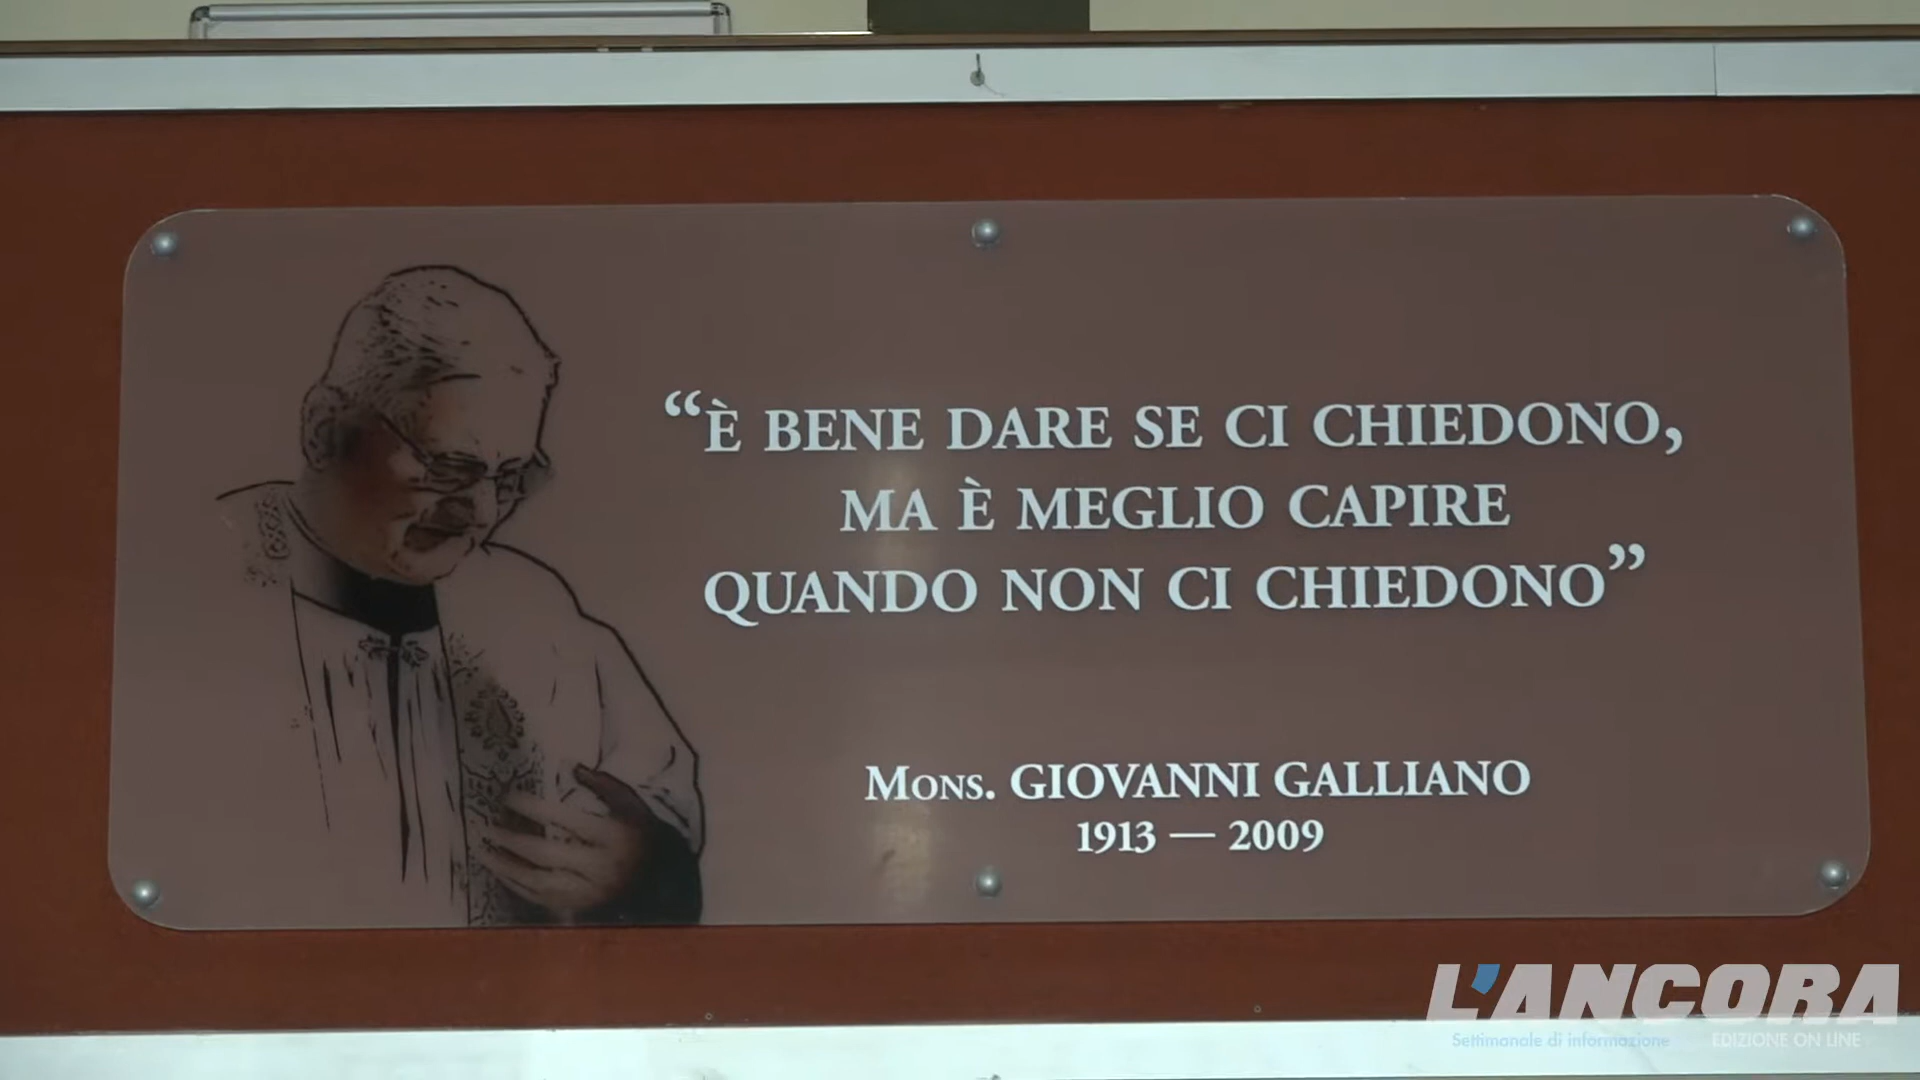 “È BENE DARE SE CI CHIEDONO,
MA È MEGLIO CAPIRE
QUANDO NON CI CHIEDONO”
Mons. GIOVANNI GALLIANO
1913 — 2009
L'ANCORA
Settimanale di informazione EDIZIONE ON LINE